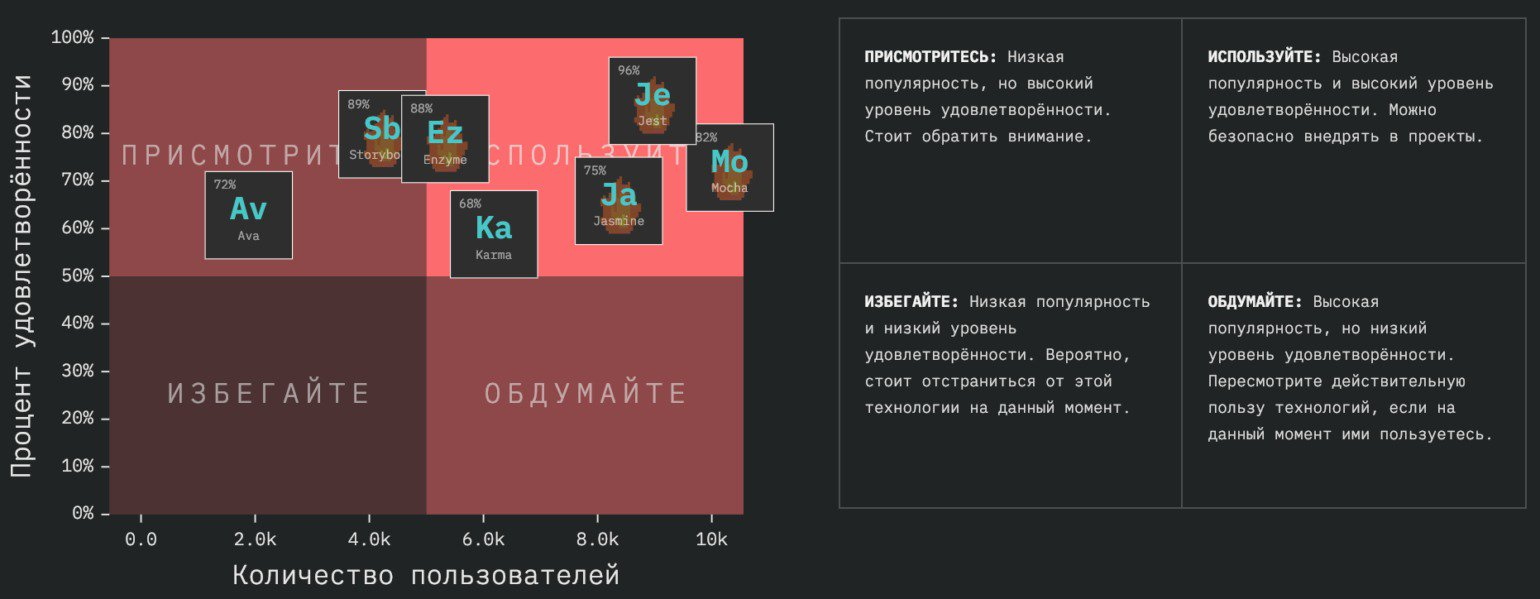 Процент удовлетворённости
100%
90%
80%
70%
60%
50%
40%
30%
20%
10%
0%
ПРИСМОТРИТ
СПОЛЬЗУЙТ
ИЗБЕГАЙТЕ
ОБДУМАЙТЕ
72%
Av
Ava
89%
Sb
Storybo
88%
Ez
Enzyme
68%
Ka
Karma
96%
Je
Jest
75%
Ja
Jasmine
82%
Mo
Mocha
0.0 2.0k 4.0k 6.0k 8.0k 10k
Количество пользователей
ПРИСМОТРИТЕСЬ: Низкая
популярность, но высокий
уровень удовлетворённости.
Стоит обратить внимание.
ИСПОЛЬЗУЙТЕ: Высокая
популярность и высокий уровень
удовлетворённости. Можно
безопасно внедрять в проекты.
ИЗБЕГАЙТЕ: Низкая популярность
и низкий уровень
удовлетворённости. Вероятно,
стоит отстраниться от этой
технологии на данный момент.
ОБДУМАЙТЕ: Высокая
популярность, но низкий
уровень удовлетворённости.
Пересмотрите действительную
пользу технологий, если на
данный момент ими пользуетесь.